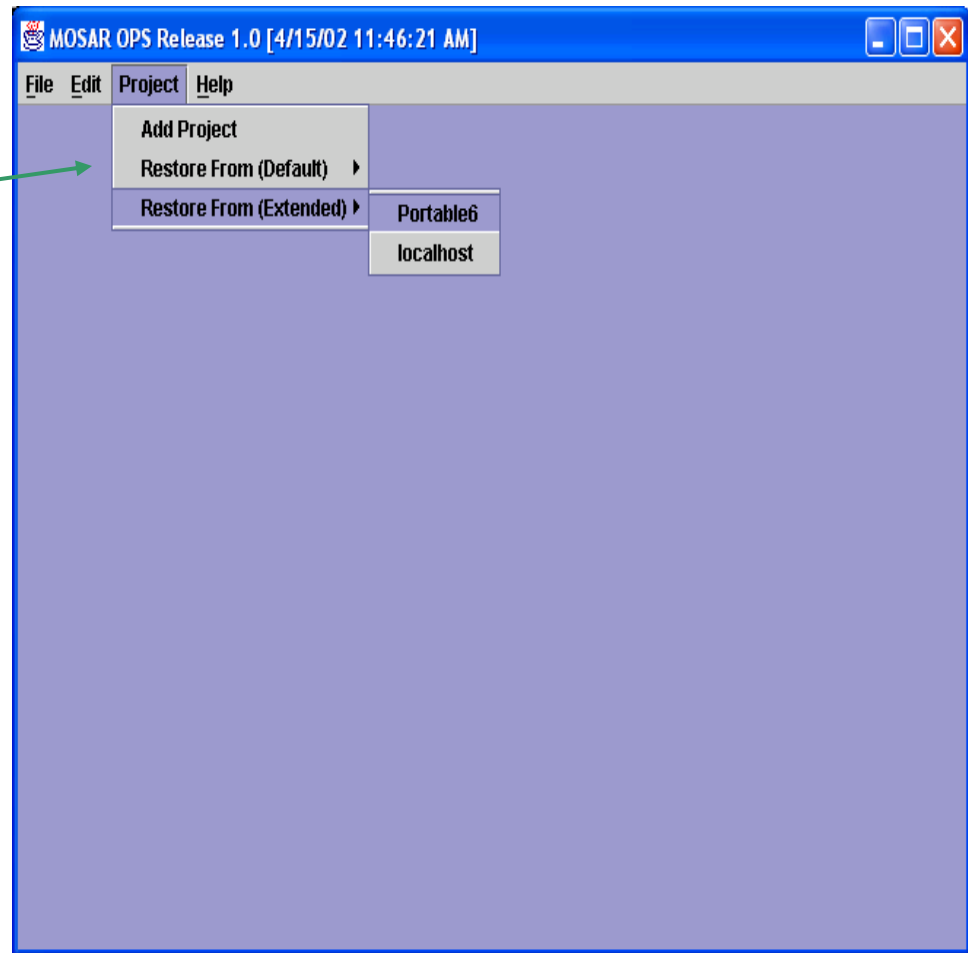 MOSAR OPS Release 1.0 [4/15/02 11:46:21 AM]
File Edit Project Help
Add Project
Restore From (Default)
Restore From (Extended)
Portable6
localhost